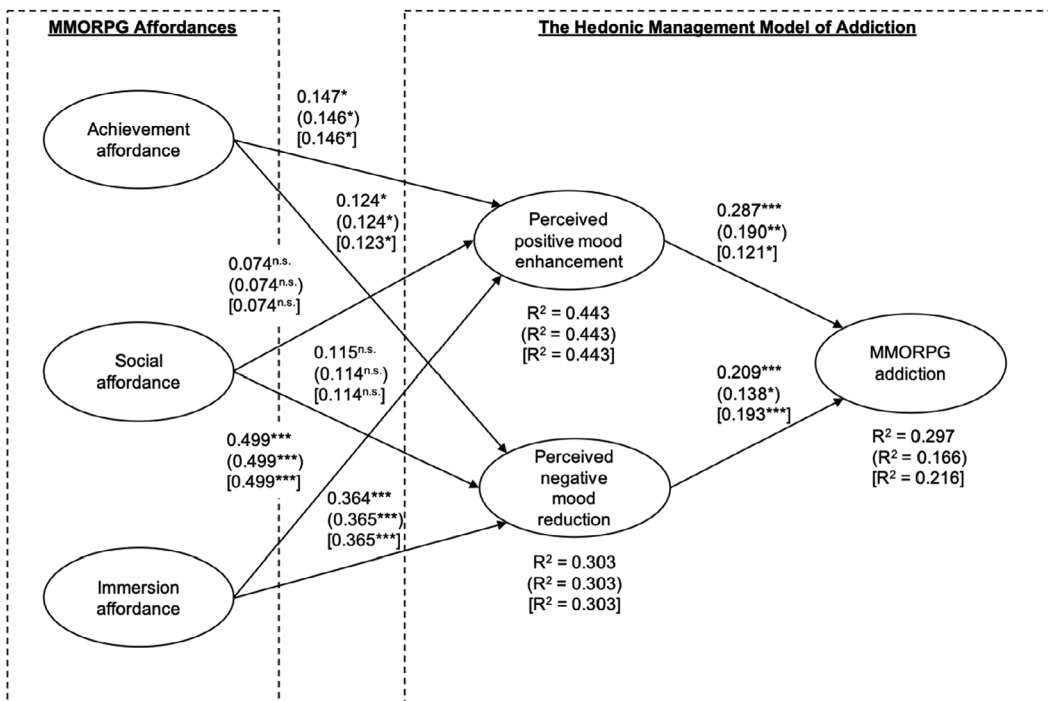 MMORPG Affordances
The Hedonic Management Model of Addiction
Achievement
affordance
0.147*
(0.146*)
[0.146*]
0.124*
(0.124*)
[0.123*]
Perceived
positive mood
enhancement
0.287***
(0.190**)
[0.121*]
0.074n.s.
(0.074n.s.)
[0.074n.s.]
R² = 0.443
(R² = 0.443)
[R² = 0.443]
Social
affordance
0.115n.s.
(0.114n.s.)
[0.114n.s.]
MMORPG
addiction
0.209***
(0.138*)
[0.193***]
R² = 0.297
(R² = 0.166)
[R² = 0.216]
0.499***
(0.499***)
[0.499***]
Perceived
negative
mood
reduction
0.364***
(0.365***)
[0.365***]
R² = 0.303
(R² = 0.303)
[R² = 0.303]
Immersion
affordance